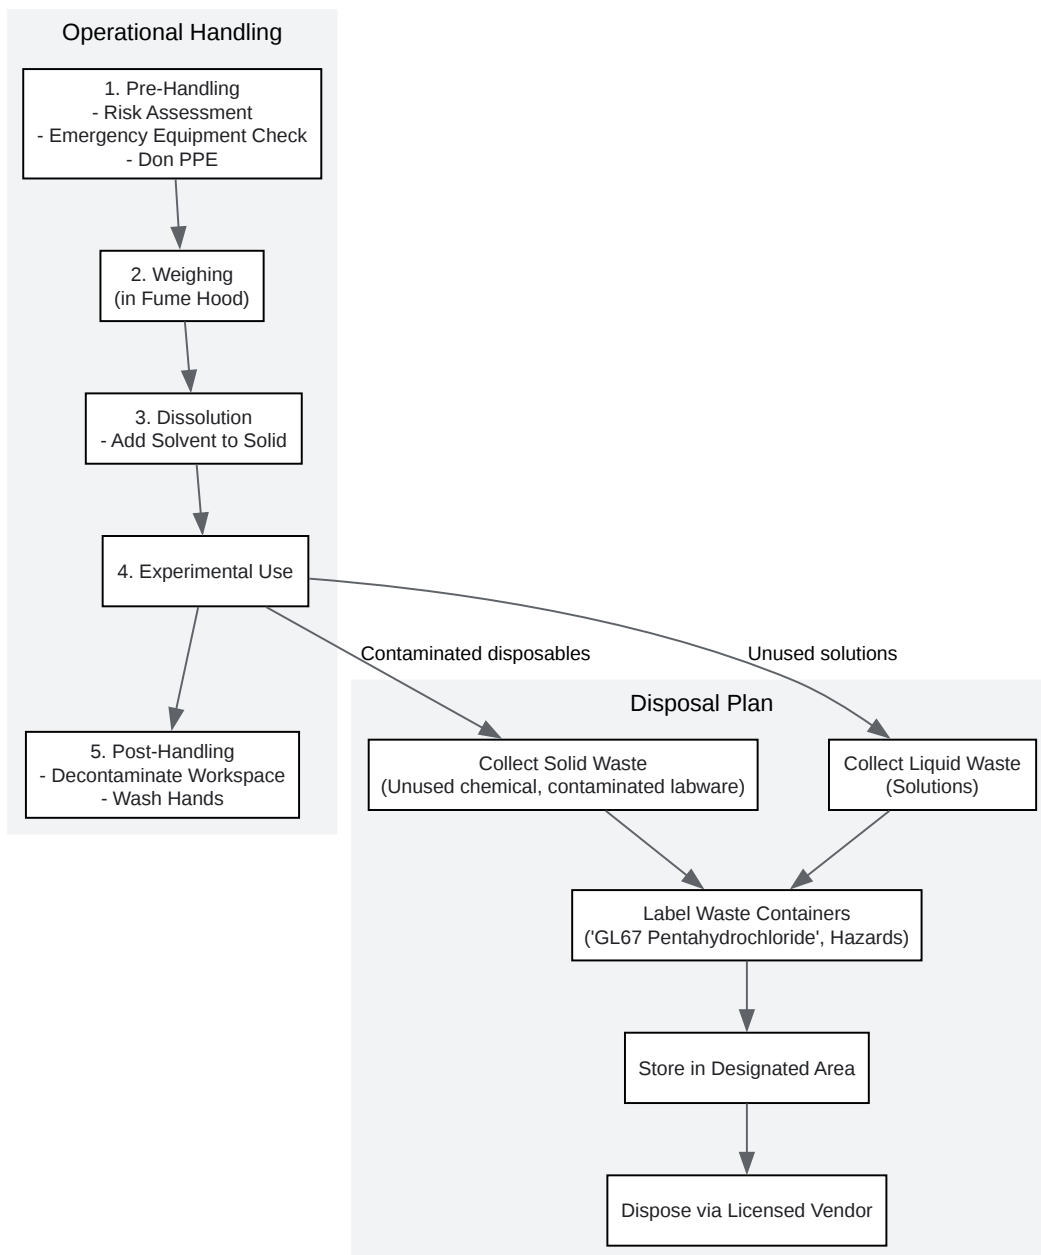 Operational Handling
1. Pre-Handling
- Risk Assessment
- Emergency Equipment Check
- Don PPE
2. Weighing
(in Fume Hood)
3. Dissolution
- Add Solvent to Solid
4. Experimental Use
Contaminated disposables
Unused solutions
5. Post-Handling
- Decontaminate Workspace
- Wash Hands
Disposal Plan
Collect Solid Waste
(Unused chemical, contaminated labware)
Collect Liquid Waste
(Solutions)
Label Waste Containers
('GL67 Pentahydrochloride', Hazards)
Store in Designated Area
Dispose via Licensed Vendor